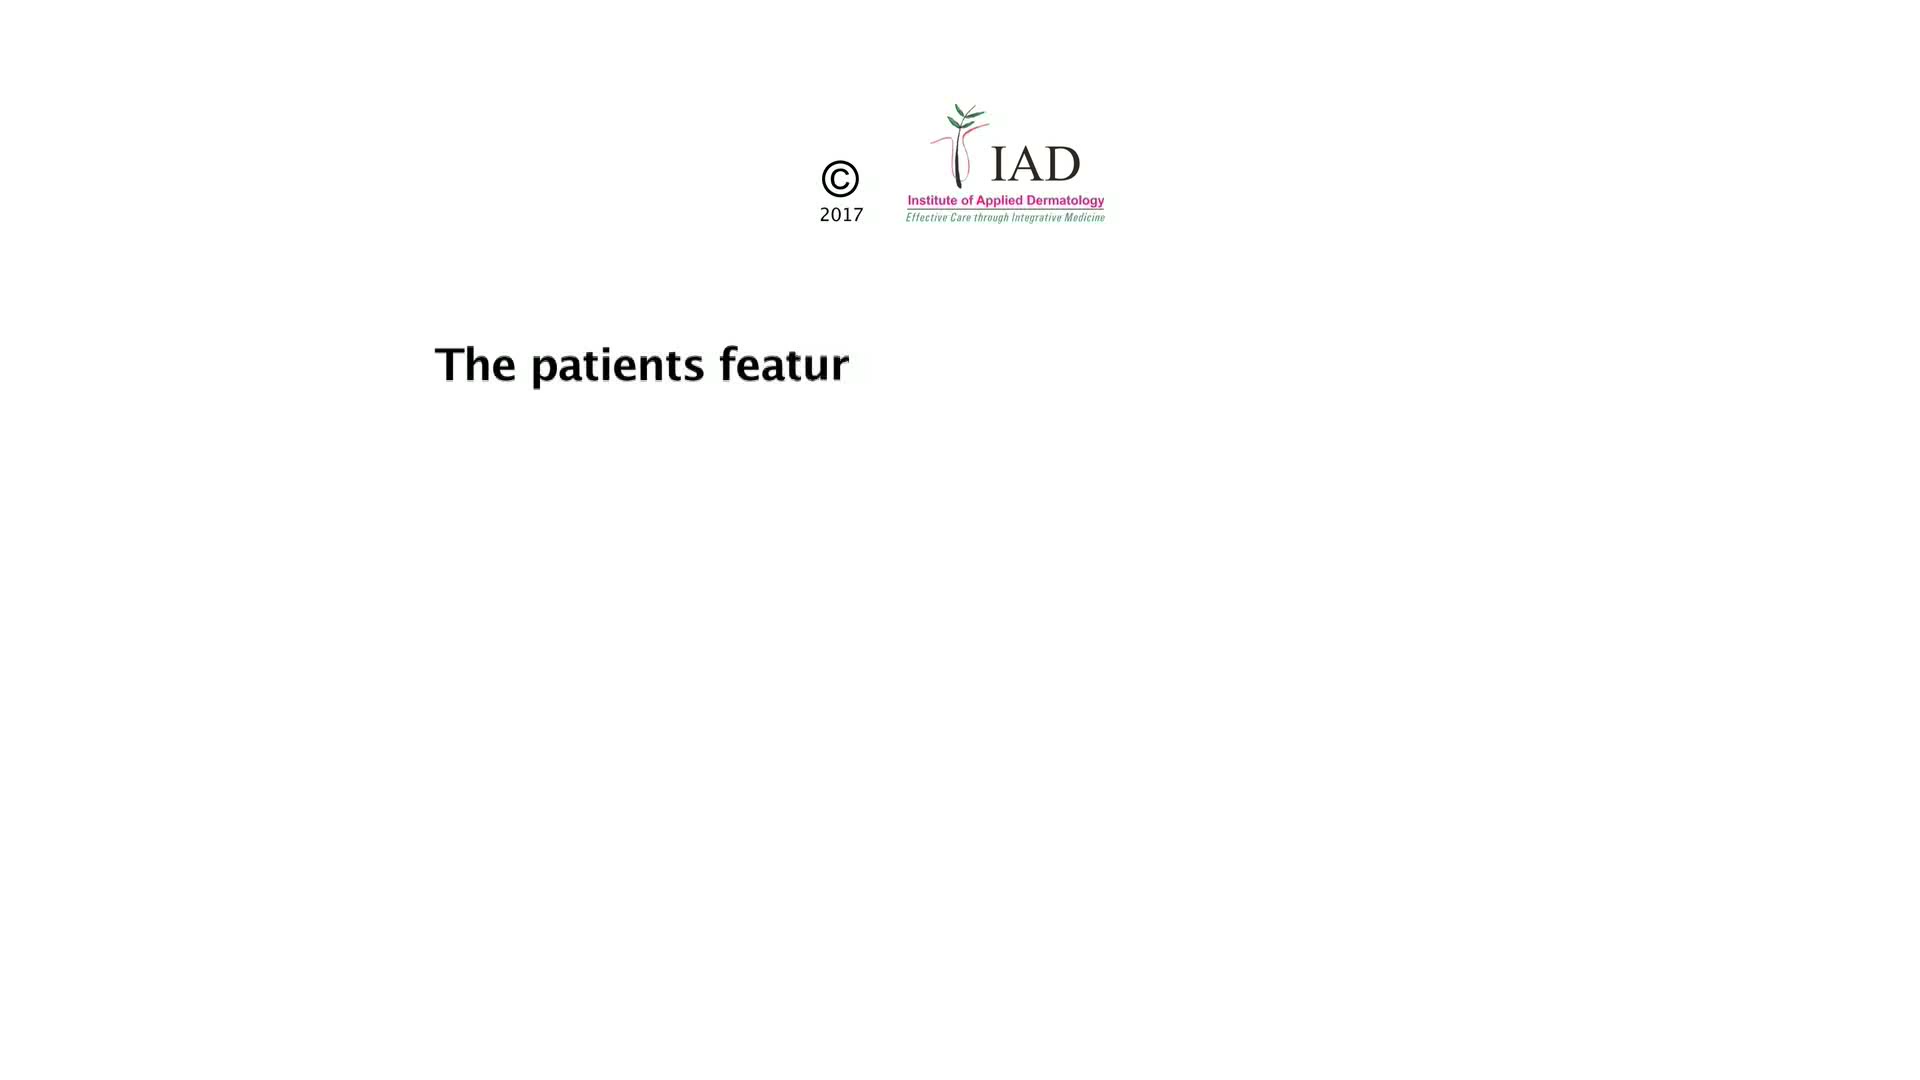 IAD
©
2017
Institute of Applied Dermatology
Effective Care through Integrative Medicine
The patients featur